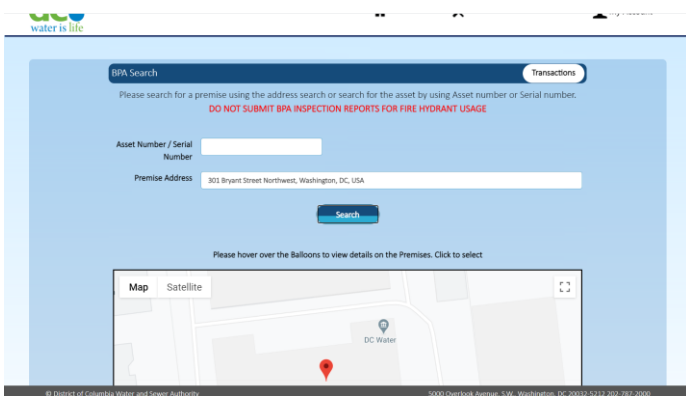 water is life
BPA Search
Transactions
Please search for a premise using the address search or search for the asset by using Asset number or Serial number.
DO NOT SUBMIT BPA INSPECTION REPORTS FOR FIRE HYDRANT USAGE
Asset Number / Serial
Number
Premise Address
301 Bryant Street Northwest, Washington, DC, USA
Search
Please hover over the Balloons to view details on the Premises. Click to select
Map Satellite
DC Water
© District of Columbia Water and Sewer Authority
5000 Overlook Avenue, S.W., Washington, DC 20032-5212 202-787-2000